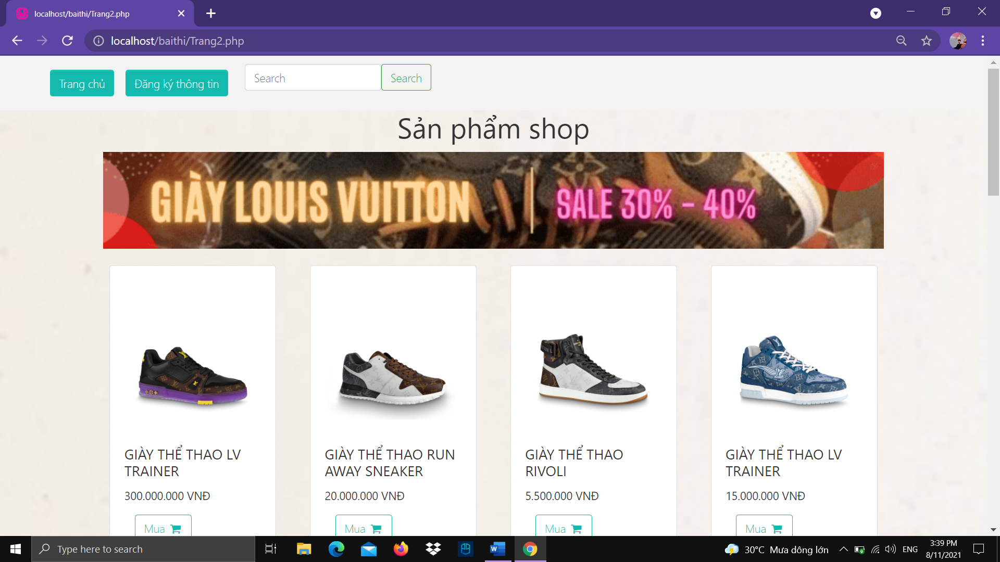 localhost/baithi/Trang2.php
localhost/baithi/Trang2.php
Trang chủ
Đăng ký thông tin
Search
Search
Sản phẩm shop
GIÀY LOUIS VUITTON
SALE 30% - 40%
GIÀY THỂ THAO LV
TRAINER
300.000.000 VNĐ
Mua
GIÀY THỂ THAO RUN
AWAY SNEAKER
20.000.000 VNĐ
Mua
GIÀY THỂ THAO
RIVOLI
5.500.000 VNĐ
Mua
GIÀY THỂ THAO LV
TRAINER
15.000.000 VNĐ
Mua
Type here to search
30°C Mưa dông lớn
ENG
3:39 PM
8/11/2021